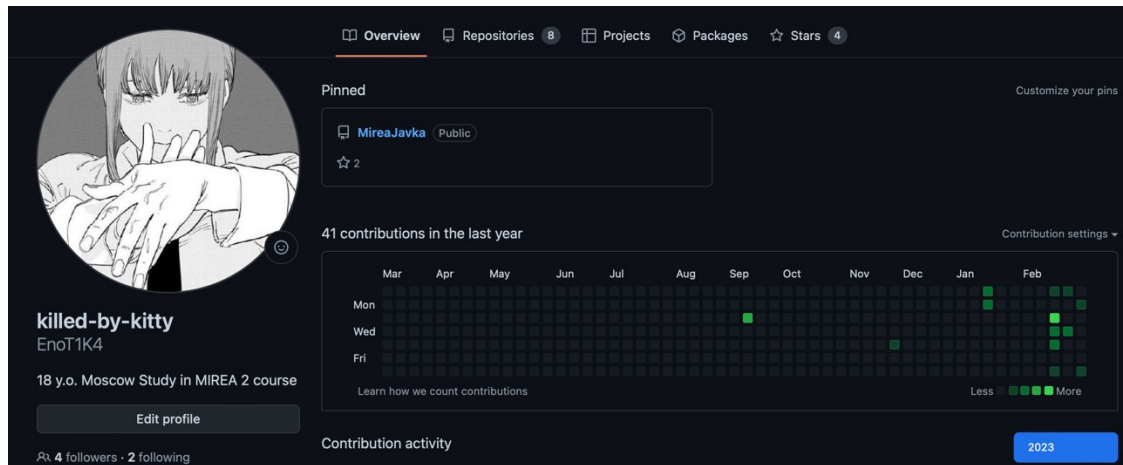 Overview Repositories 8 Projects Packages Stars 4
Pinned Customize your pins
MireaJavka Public
2
41 contributions in the last year Contribution settings
Mar Apr May Jun Jul Aug Sep Oct Nov Dec Jan Feb
Mon
Wed
Fri
Learn how we count contributions Less More
killed-by-kitty
EnoT1K4
18 y.o. Moscow Study in MIREA 2 course
Edit profile
4 followers · 2 following
Contribution activity 2023